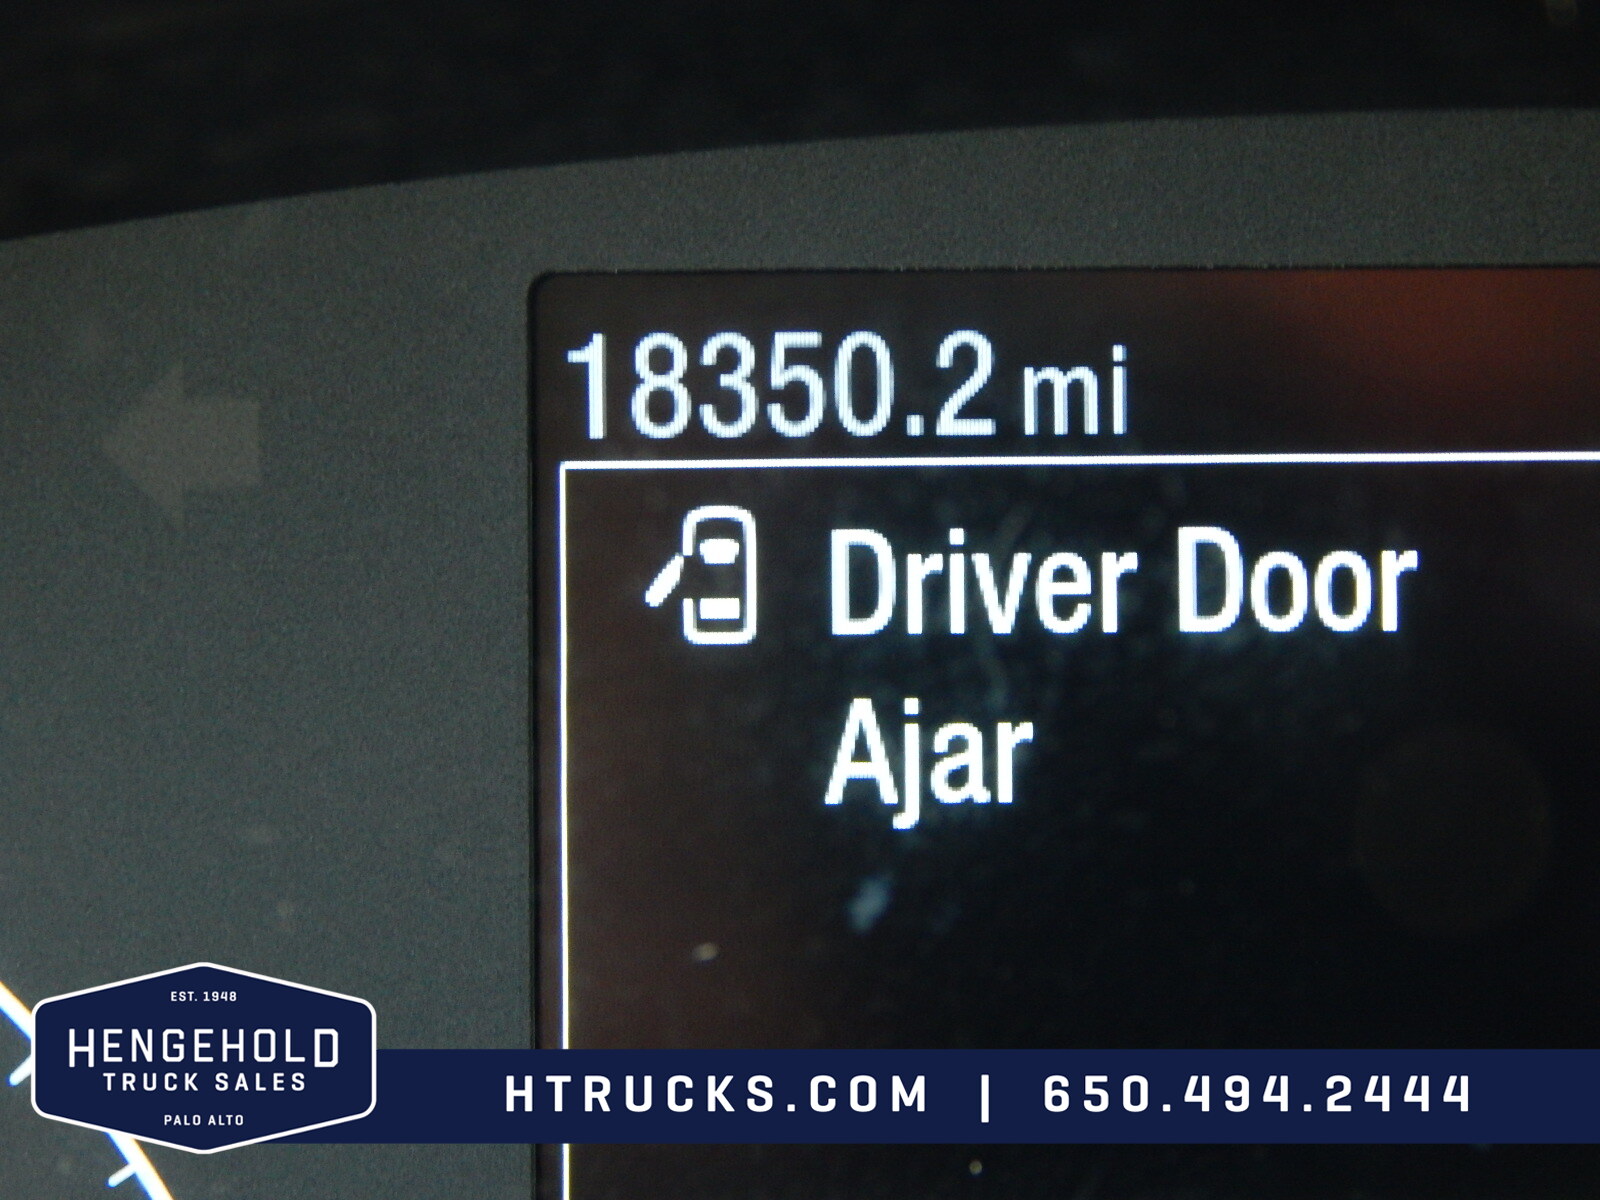 18350.2 mi
Driver Door
Ajar
EST. 1948
HENGEHOLD
TRUCK SALES
PALO ALTO
HTRUCKS.COM | 650.494.2444